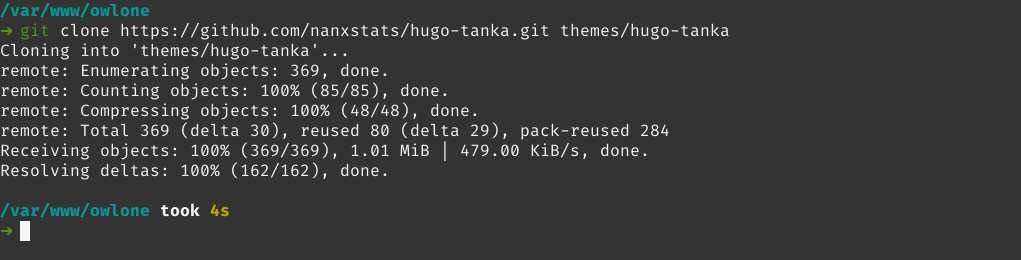 /var/www/owlone
→ git clone https://github.com/nanxstats/hugo-tanka.git themes/hugo-tanka
Cloning into 'themes/hugo-tanka'...
remote: Enumerating objects: 369, done.
remote: Counting objects: 100% (85/85), done.
remote: Compressing objects: 100% (48/48), done.
remote: Total 369 (delta 30), reused 80 (delta 29), pack-reused 284
Receiving objects: 100% (369/369), 1.01 MiB | 479.00 KiB/s, done.
Resolving deltas: 100% (162/162), done.
/var/www/owlone took 4s
→